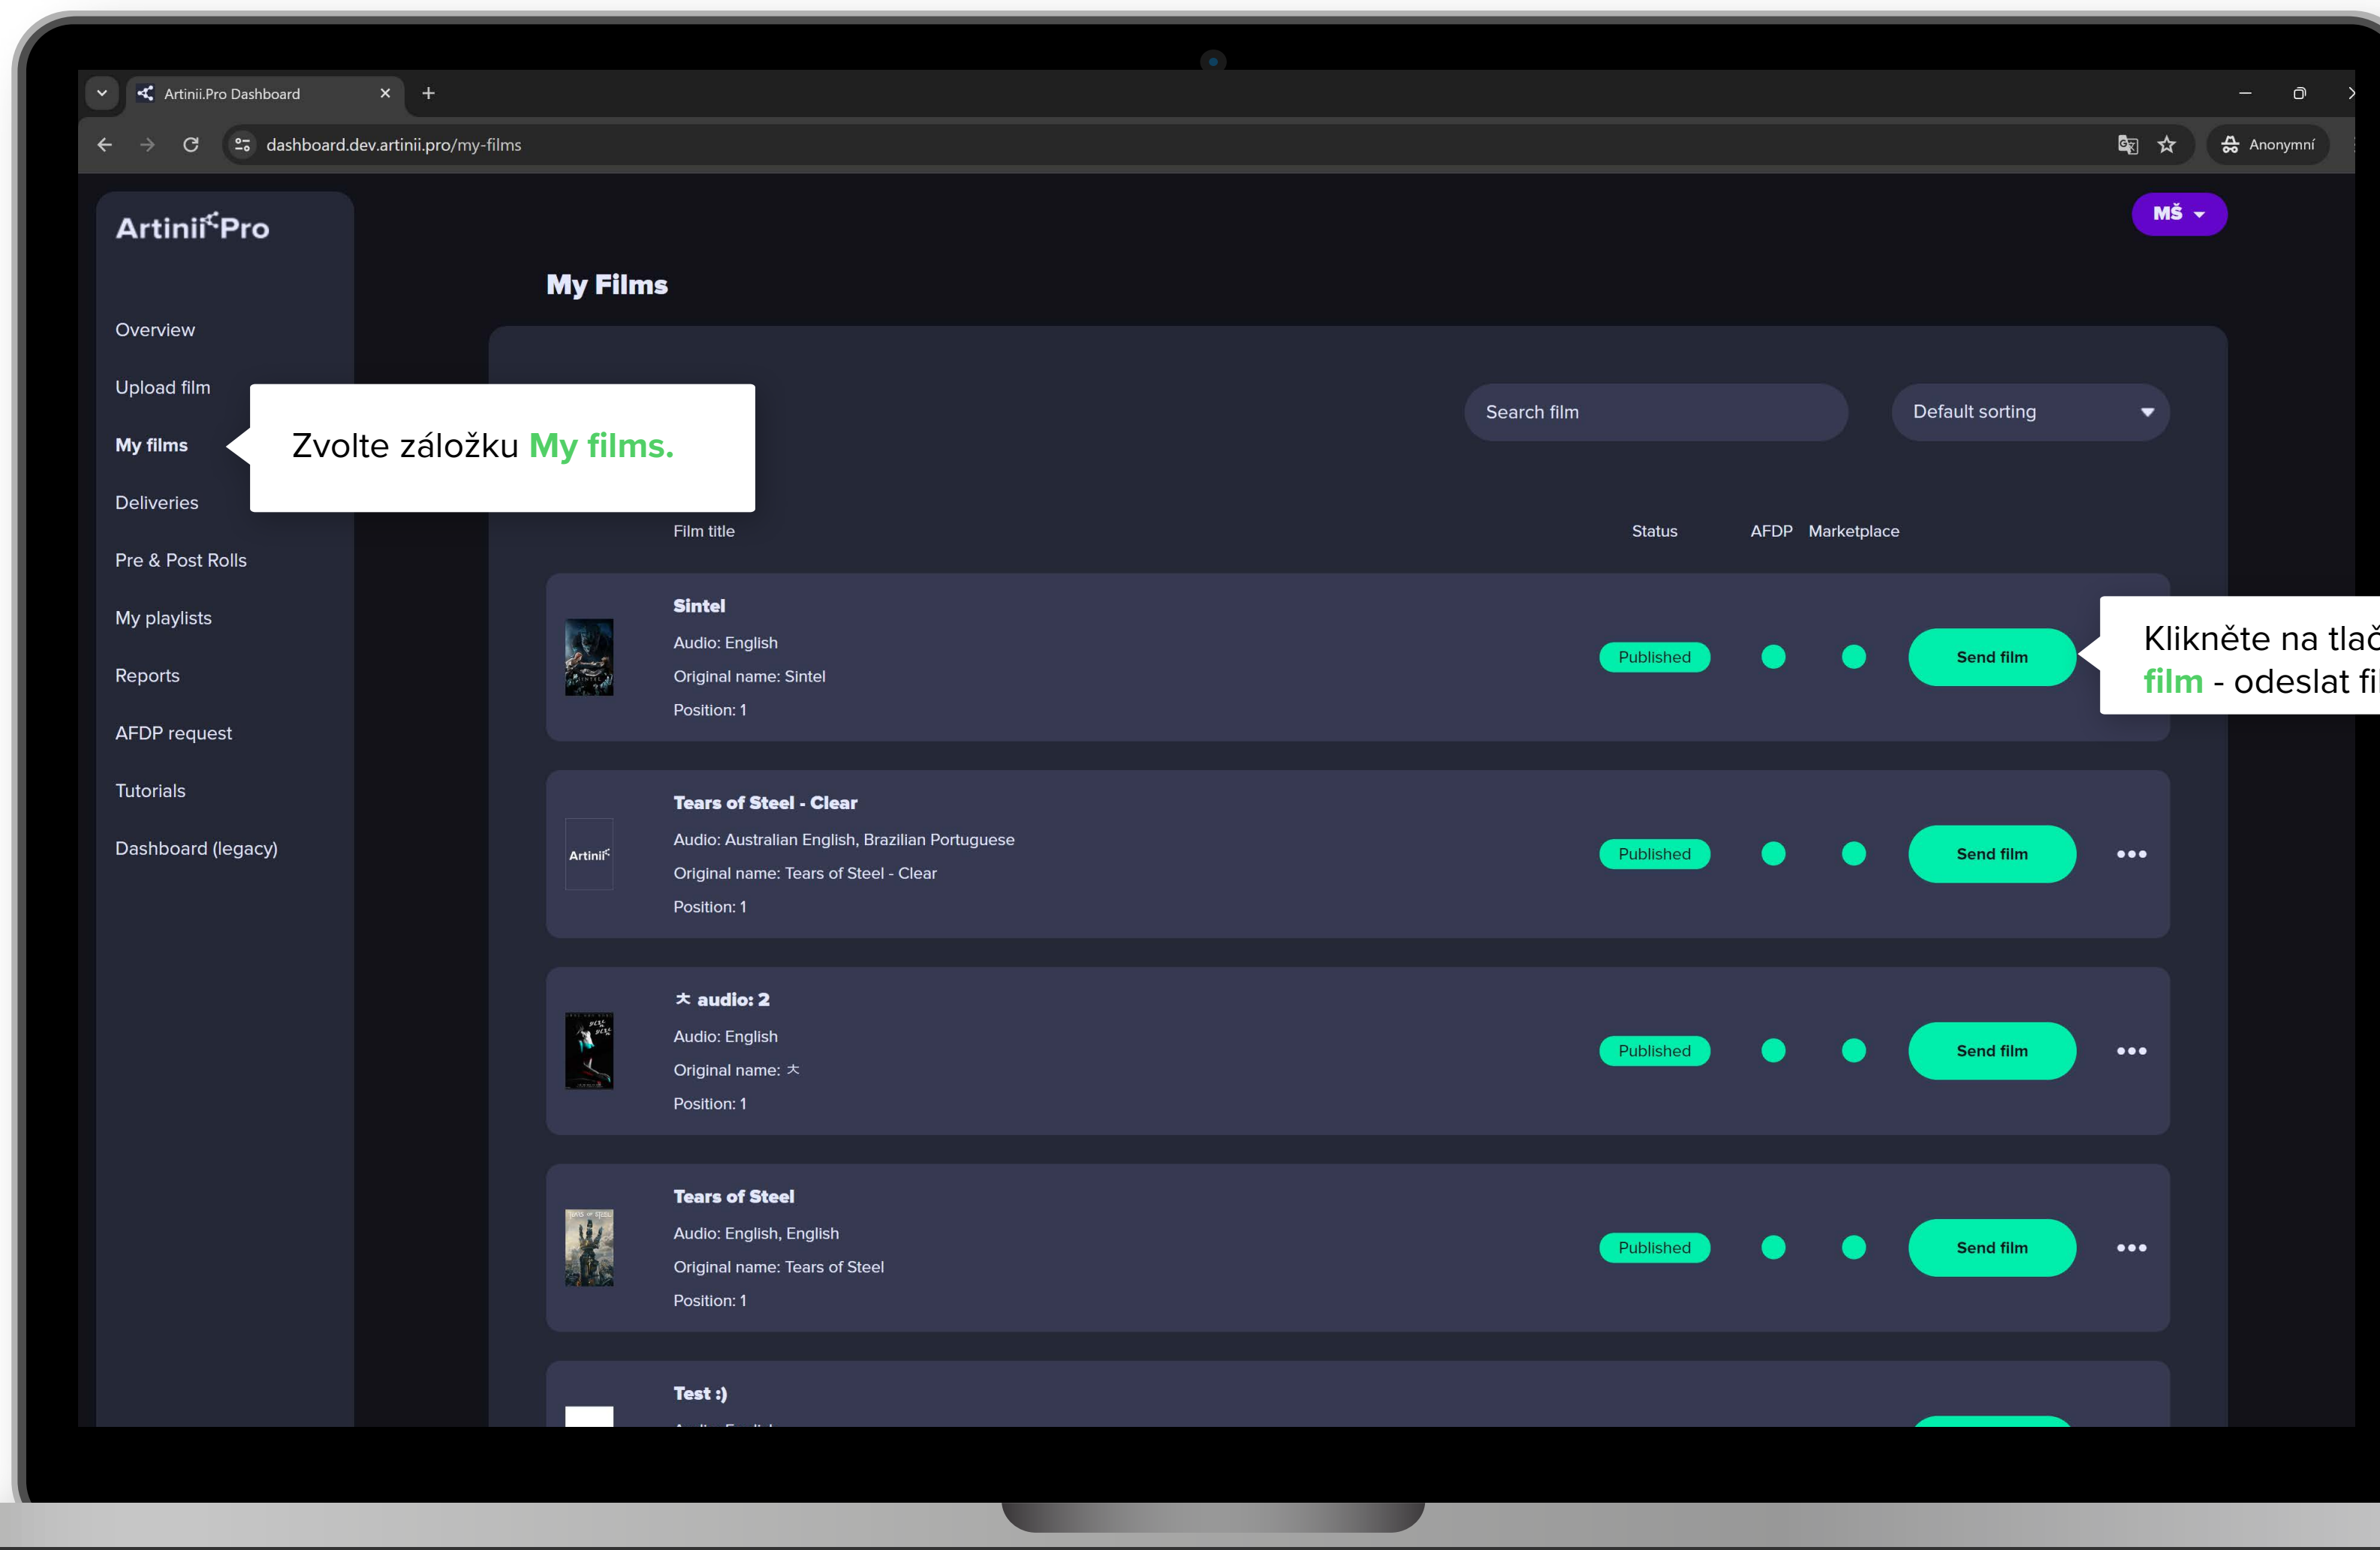 Artinii.Pro Dashboard
dashboard.dev.artinii.pro/my-films
Anonymní
Artinii Pro
MŠ
My Films
Overview
Upload film
My films
Deliveries
Pre & Post Rolls
My playlists
Reports
AFDP request
Tutorials
Dashboard (legacy)
Zvolte záložku My films.
Search film
Default sorting
Film title
Status
AFDP
Marketplace
Sintel
Audio: English
Original name: Sintel
Position: 1
Published
Send film
Klikněte na tlač
film - odeslat fi
Tears of Steel - Clear
Audio: Australian English, Brazilian Portuguese
Original name: Tears of Steel - Clear
Position: 1
Artinii
Published
Send film
ㅊ audio: 2
Audio: English
Original name: ㅊ
Position: 1
Published
Send film
Tears of Steel
Audio: English, English
Original name: Tears of Steel
Position: 1
Published
Send film
Test :)